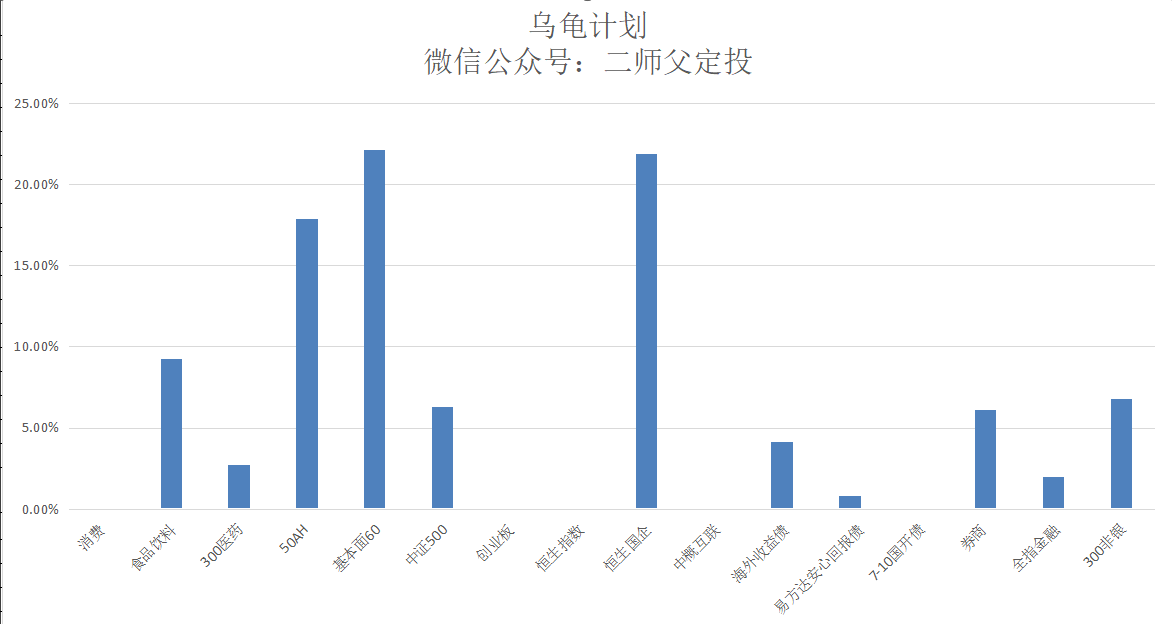 乌龟计划
微信公众号：二师父定投
25.00%
20.00%
15.00%
10.00%
5.00%
0.00%
消费
食品饮料
300医药
50AH
基本面60
中证500
创业板
恒生指数
恒生国企
中概互联
海外收益债
易方达安心回报债
7-10国开债
券商
全指金融
300非银